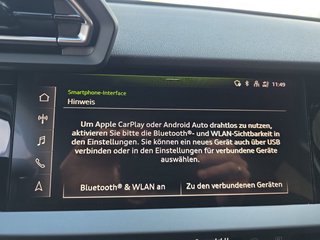 11:49
Smartphone-Interface
Hinweis
Um Apple CarPlay oder Android Auto drahtlos zu nutzen,
aktivieren Sie bitte die Bluetooth®- und WLAN-Sichtbarkeit in
den Einstellungen. Sie können ein neues Gerät auch über USB
verbinden oder in den Einstellungen für verbundene Geräte
auswählen.
Bluetooth® & WLAN an
Zu den verbundenen Geräten